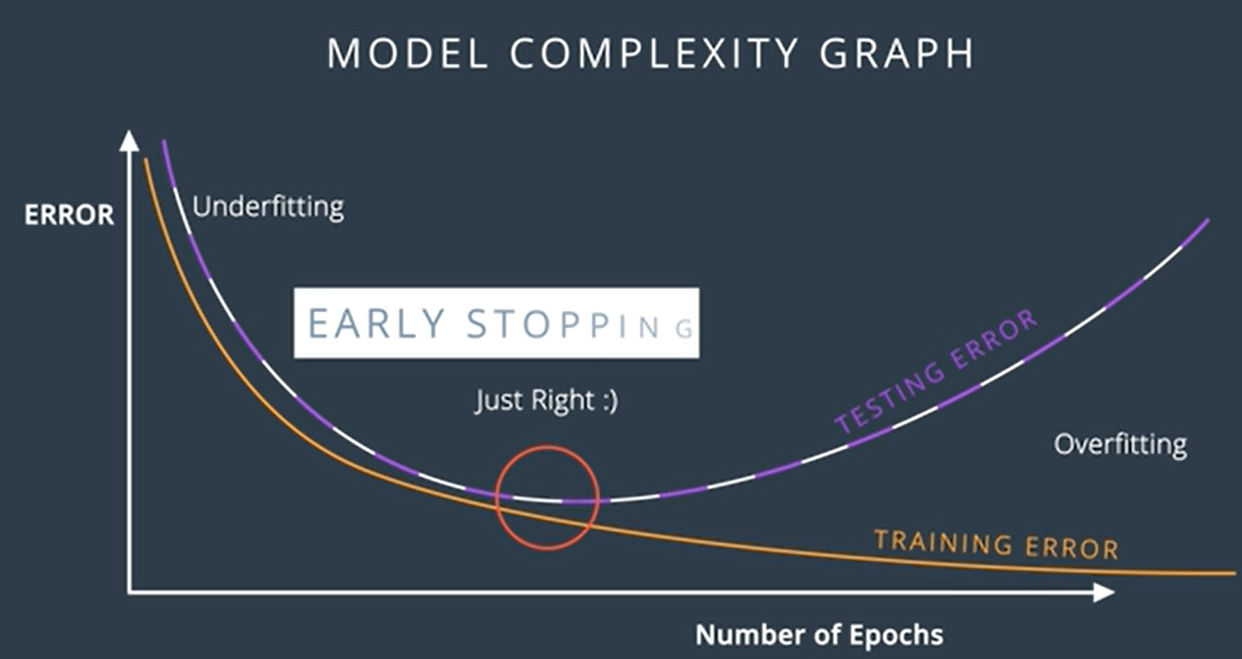 MODEL COMPLEXITY GRAPH
ERROR
Underfitting
EARLY STOPPING
Just Right :)
TESTING ERROR
Overfitting
TRAINING ERROR
Number of Epochs